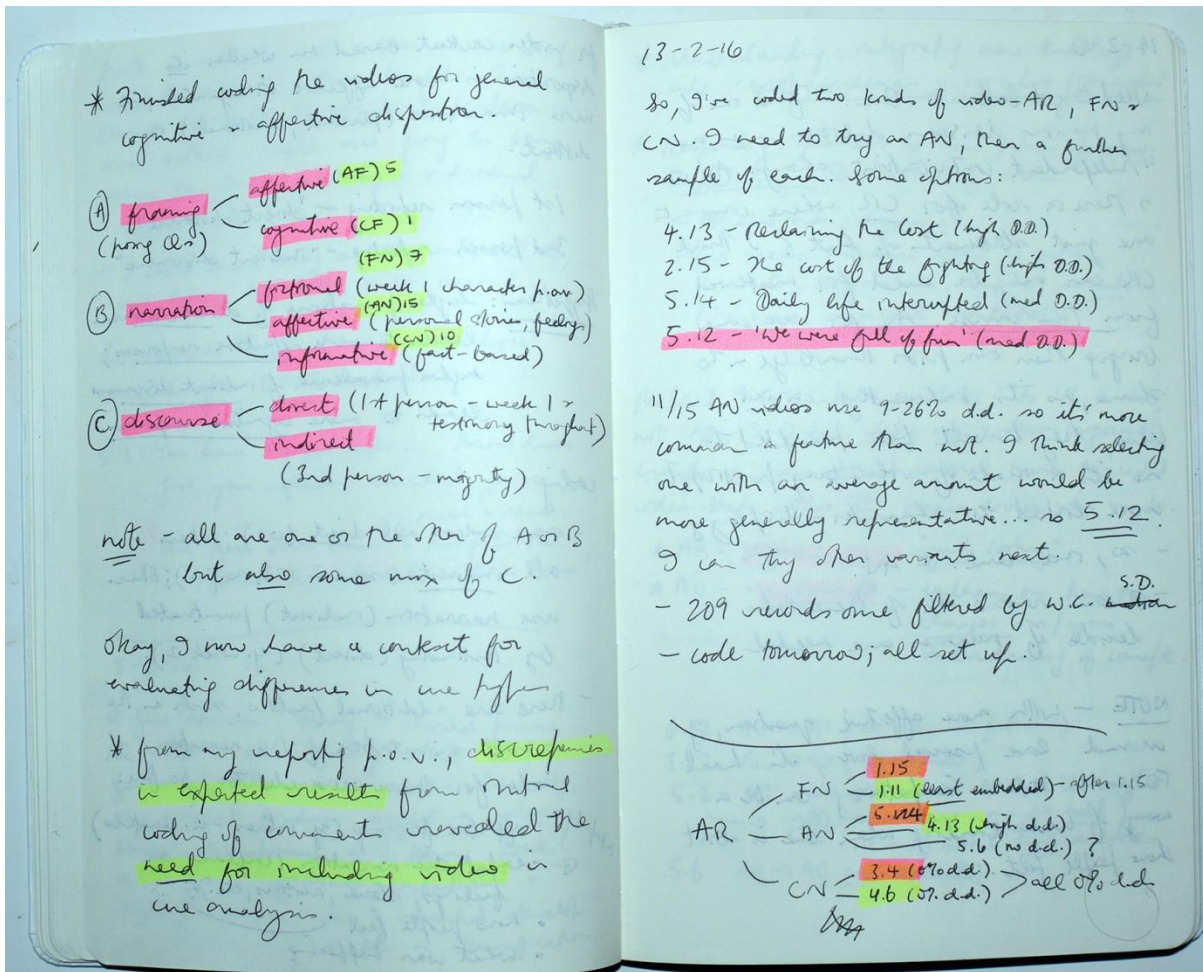 * Finished coding the videos for general
cognitive + affective disposition.
(A) framing
(posing Qs)
affective (AF) 5
cognitive (CF) 1
(FN) 7
(B) narration
fictional (week 1 character p.o.v.)
(AN) 15
affective (personal stories, feelings)
(CN) 10
informative (fact-based)
(C) discourse
direct (1st person - week 1 +
testimony throughout)
indirect
(3rd person - majority)
note - all are one or the other of A or B
but also some mix of C.
Okay, I now have a context for
evaluating differences in
* from my reporting p.o.v., discrepancies
in expected results from
coding of comments revealed the
need for including video in
analysis.
13-2-16
So, I've coded two kinds of video - AR, FN +
CN. I need to try an AN, then a further
sample of each. Some options:
4.13 - Reclaiming the Lost (high D.D.)
2.15 - The cost of the fighting (high D.D.)
5.14 - Daily life interrupted (med D.D.)
5.12 - 'We were full of fun' (med D.D.)
11/15 AN videos use 9-26% d.d. so it's more
common a feature than not. I think selecting
one with an average amount would be
more generally representative... so 5.12.
I can try other variants next.
S.D.
- 209 records once filtered by W.C.
- code tomorrow; all set up.
AR
FN
1.15
1.11 (least embedded) - after 1.15
AN
4.13 (high d.d.)
5.6 (no d.d.) ?
CN
3.4 (0% d.d.)
4.6 (0% d.d.)
all 0% d.d